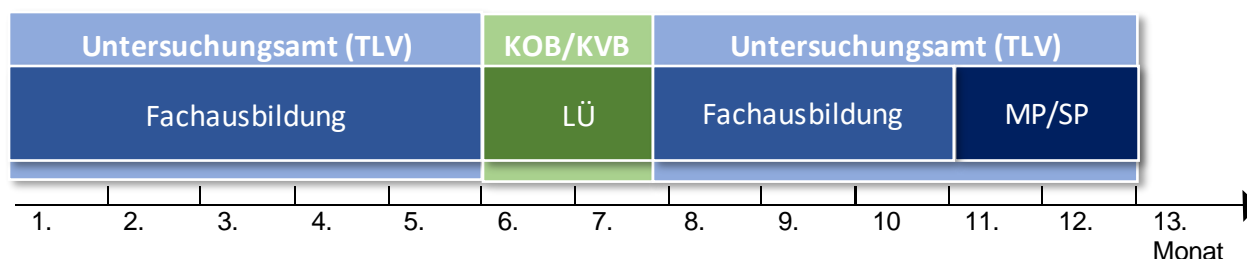 Untersuchungsamt (TLV) KOB/KVB Untersuchungsamt (TLV)
Fachausbildung LÜ Fachausbildung MP/SP
1. 2. 3. 4. 5. 6. 7. 8. 9. 10 11. 12. 13.
Monat